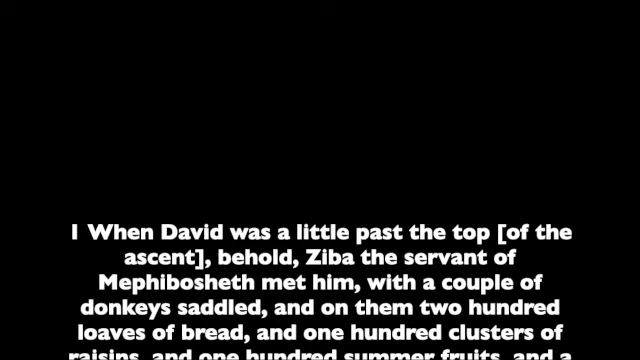 1 When David was a little past the top [of the
ascent], behold, Ziba the servant of
Mephibosheth met him, with a couple of
donkeys saddled, and on them two hundred
loaves of bread, and one hundred clusters of
raisins, and one hundred summer fruits, and a